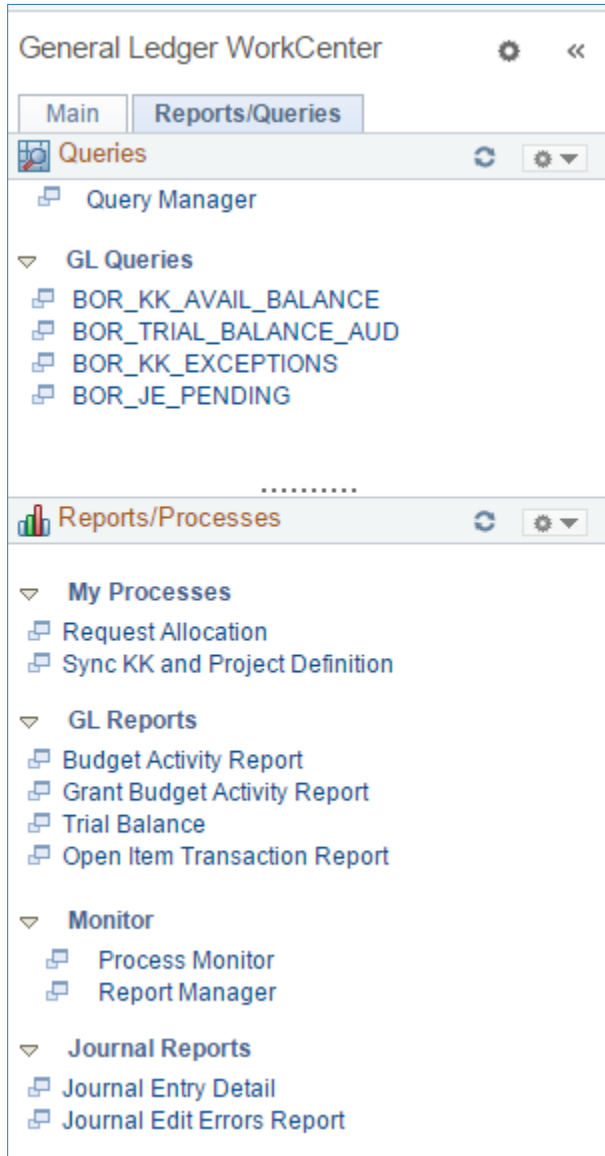 General Ledger WorkCenter
Main Reports/Queries
Queries
Query Manager
GL Queries
BOR_KK_AVAIL_BALANCE
BOR_TRIAL_BALANCE_AUD
BOR_KK_EXCEPTIONS
BOR_JE_PENDING
Reports/Processes
My Processes
Request Allocation
Sync KK and Project Definition
GL Reports
Budget Activity Report
Grant Budget Activity Report
Trial Balance
Open Item Transaction Report
Monitor
Process Monitor
Report Manager
Journal Reports
Journal Entry Detail
Journal Edit Errors Report